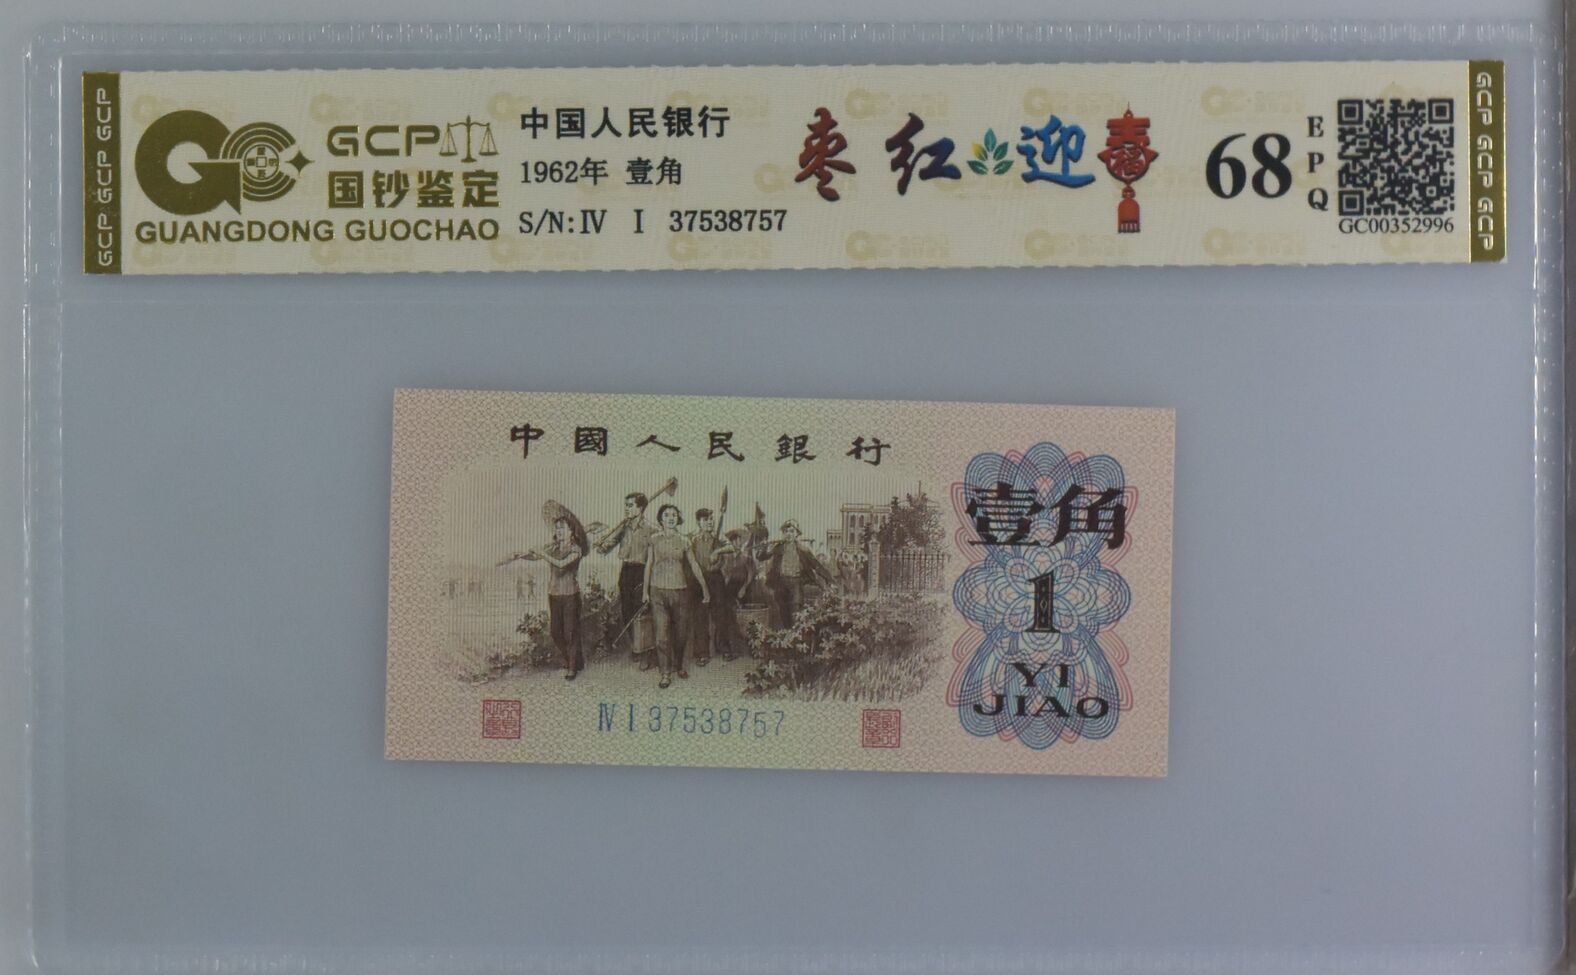 GCP GCP GCP
GCP
国钞鉴定
GUANGDONG GUOCHAO
中国人民银行
1962年 壹角
S/N:Ⅳ Ⅰ 37538757
枣红迎春
68
EPQ
GC00352996
GCP GCP GCP
中國人民銀行
壹角
1
YI
JIAO
Ⅳ Ⅰ 37538757